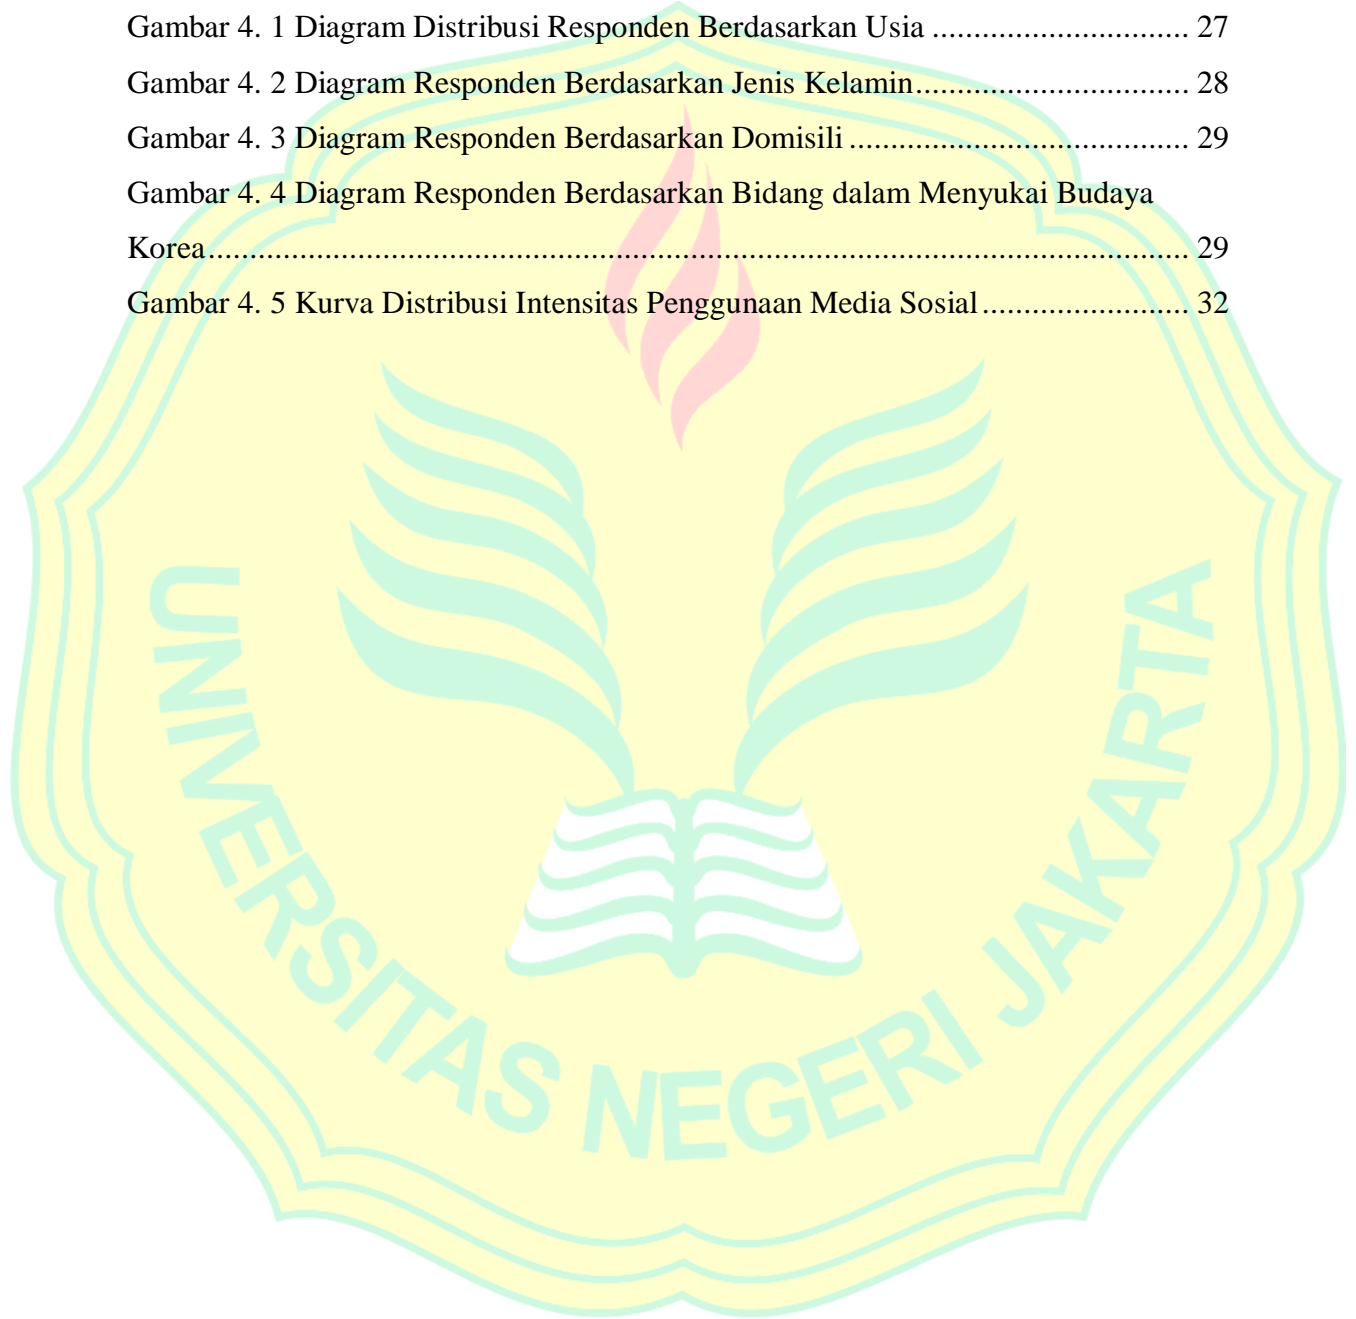 Gambar 4. 1 Diagram Distribusi Responden Berdasarkan Usia ............................... 27
Gambar 4. 2 Diagram Responden Berdasarkan Jenis Kelamin................................. 28
Gambar 4. 3 Diagram Responden Berdasarkan Domisili ......................................... 29
Gambar 4. 4 Diagram Responden Berdasarkan Bidang dalam Menyukai Budaya
Korea...................................................................................................................... 29
Gambar 4. 5 Kurva Distribusi Intensitas Penggunaan Media Sosial ......................... 32
UNIVERSITAS NEGERI JAKARTA